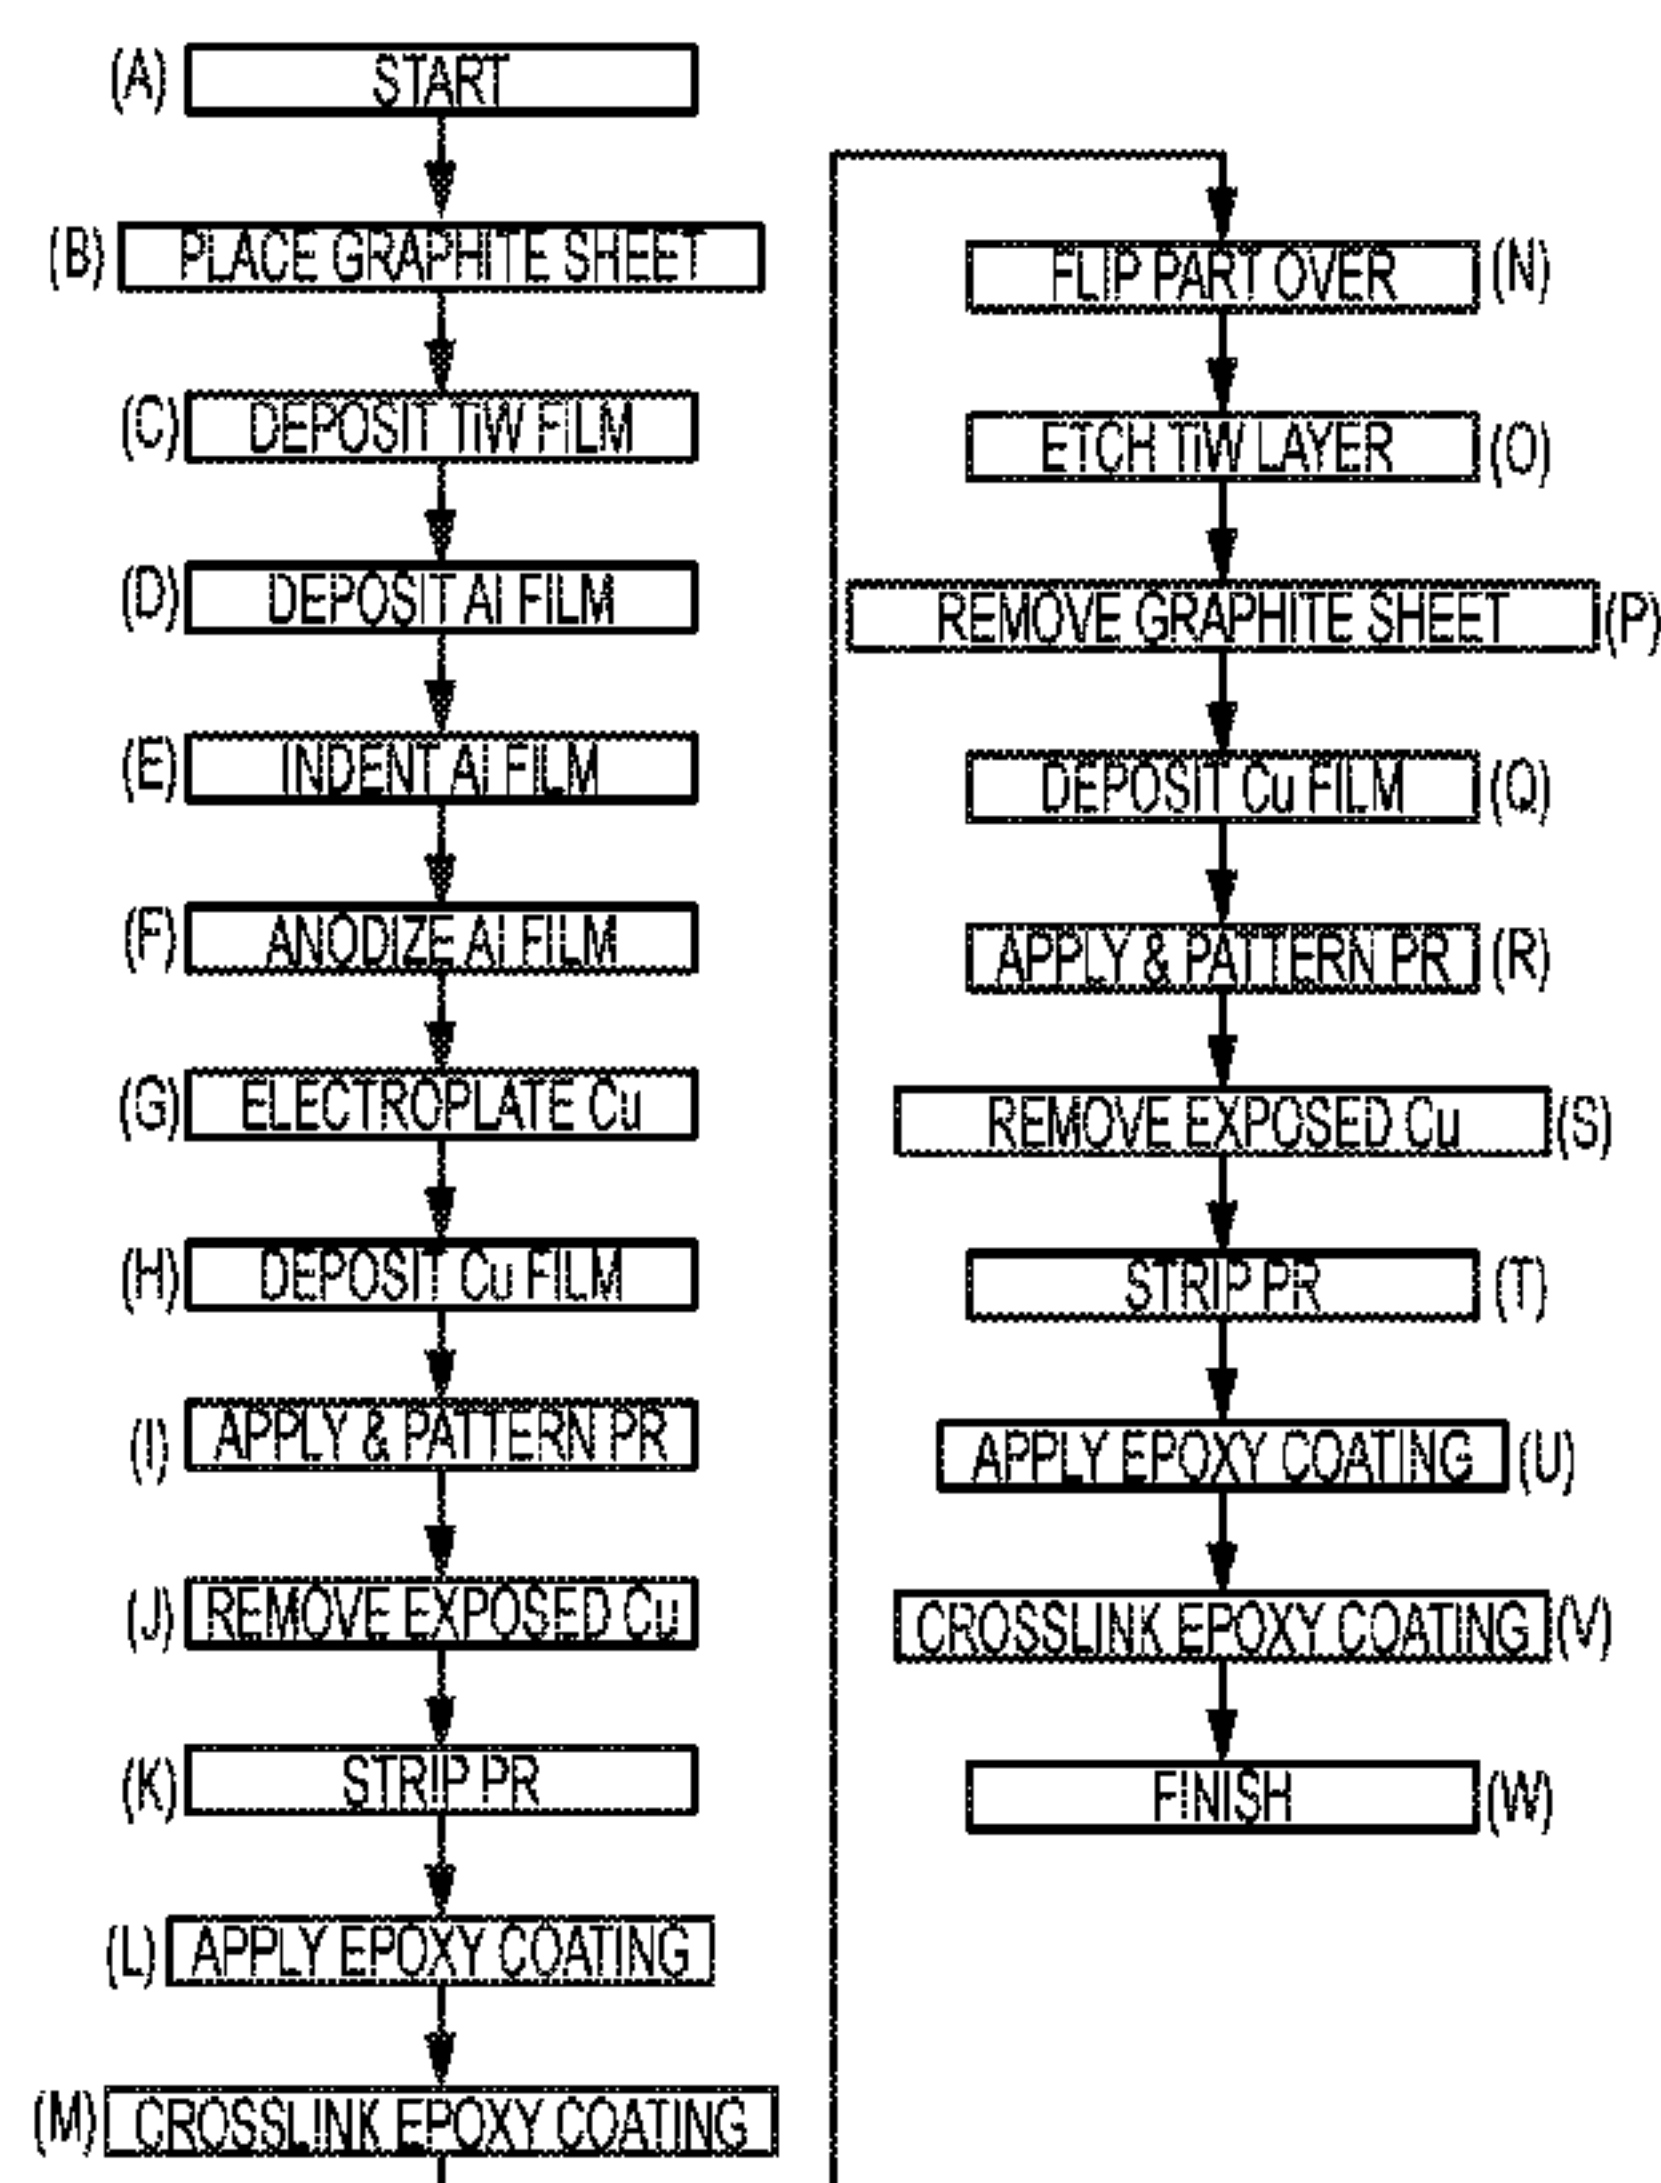 (A) START
(B) PLACE GRAPHITE SHEET
(C) DEPOSIT TiW FILM
(D) DEPOSIT Al FILM
(E) INDENT Al FILM
(F) ANODIZE Al FILM
(G) ELECTROPLATE Cu
(H) DEPOSIT Cu FILM
(I) APPLY & PATTERN PR
(J) REMOVE EXPOSED Cu
(K) STRIP PR
(L) APPLY EPOXY COATING
(M) CROSSLINK EPOXY COATING
FLIP PART OVER (N)
ETCH TiW LAYER (O)
REMOVE GRAPHITE SHEET (P)
DEPOSIT Cu FILM (Q)
APPLY & PATTERN PR (R)
REMOVE EXPOSED Cu (S)
STRIP PR (T)
APPLY EPOXY COATING (U)
CROSSLINK EPOXY COATING (V)
FINISH (W)